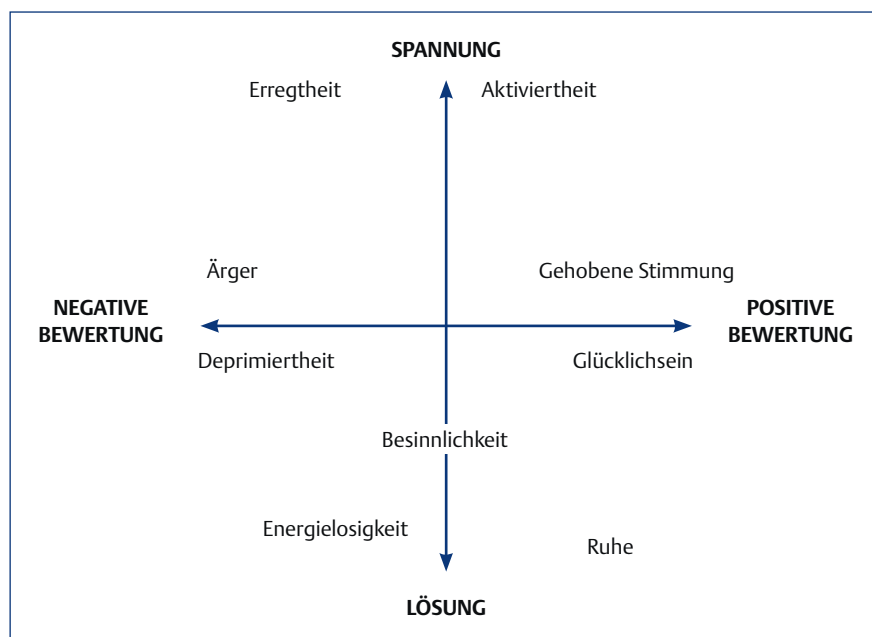 SPANNUNG
Erregtheit
Aktiviertheit
Ärger
Gehobene Stimmung
NEGATIVE
BEWERTUNG
POSITIVE
BEWERTUNG
Deprimiertheit
Glücklichsein
Besinnlichkeit
Energielosigkeit
Ruhe
LÖSUNG